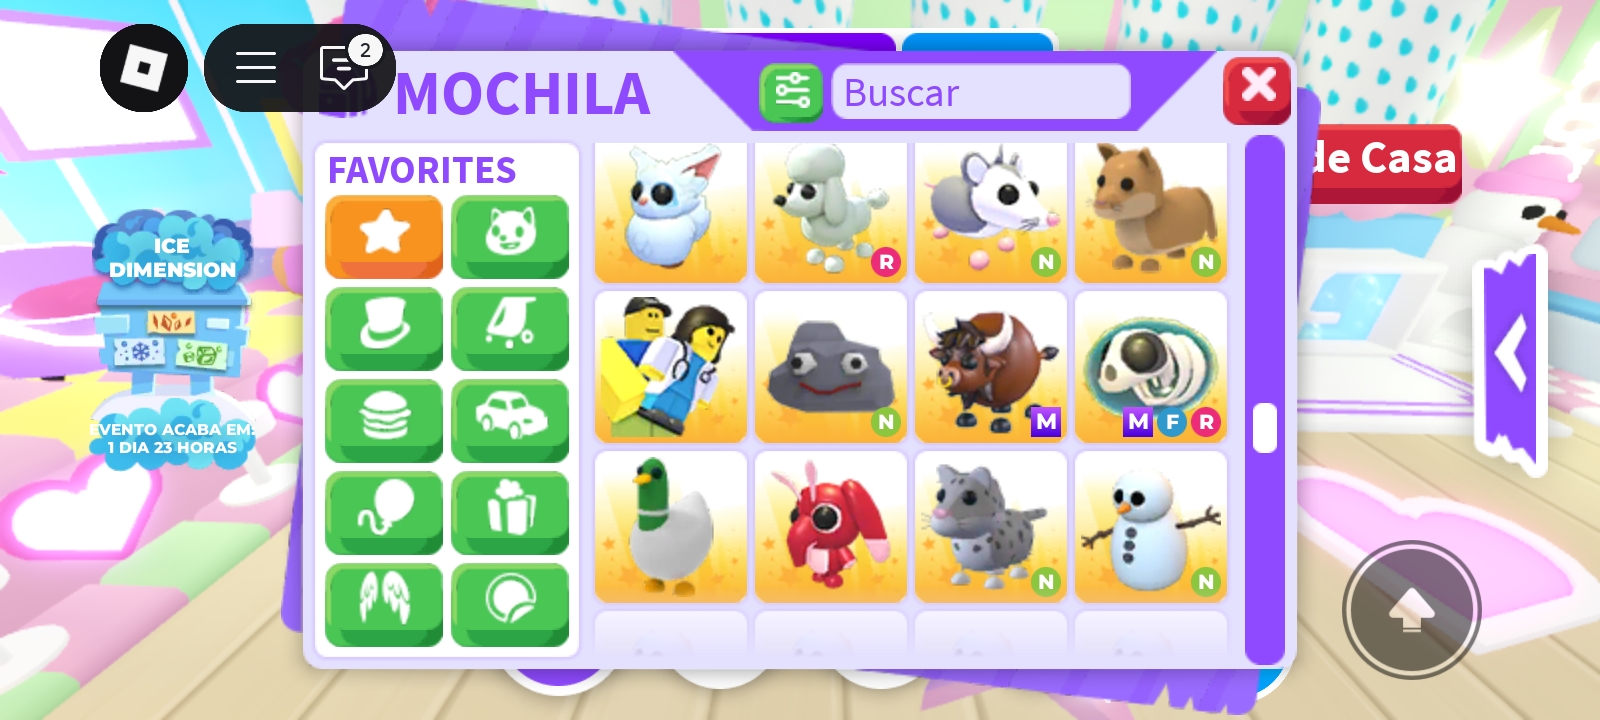 2
MOCHILA
Buscar
FAVORITES
de Casa
R
N
N
ICE
DIMENSION
N
M
M F R
EVENTO ACABA EM:
1 DIA 23 HORAS
N
N